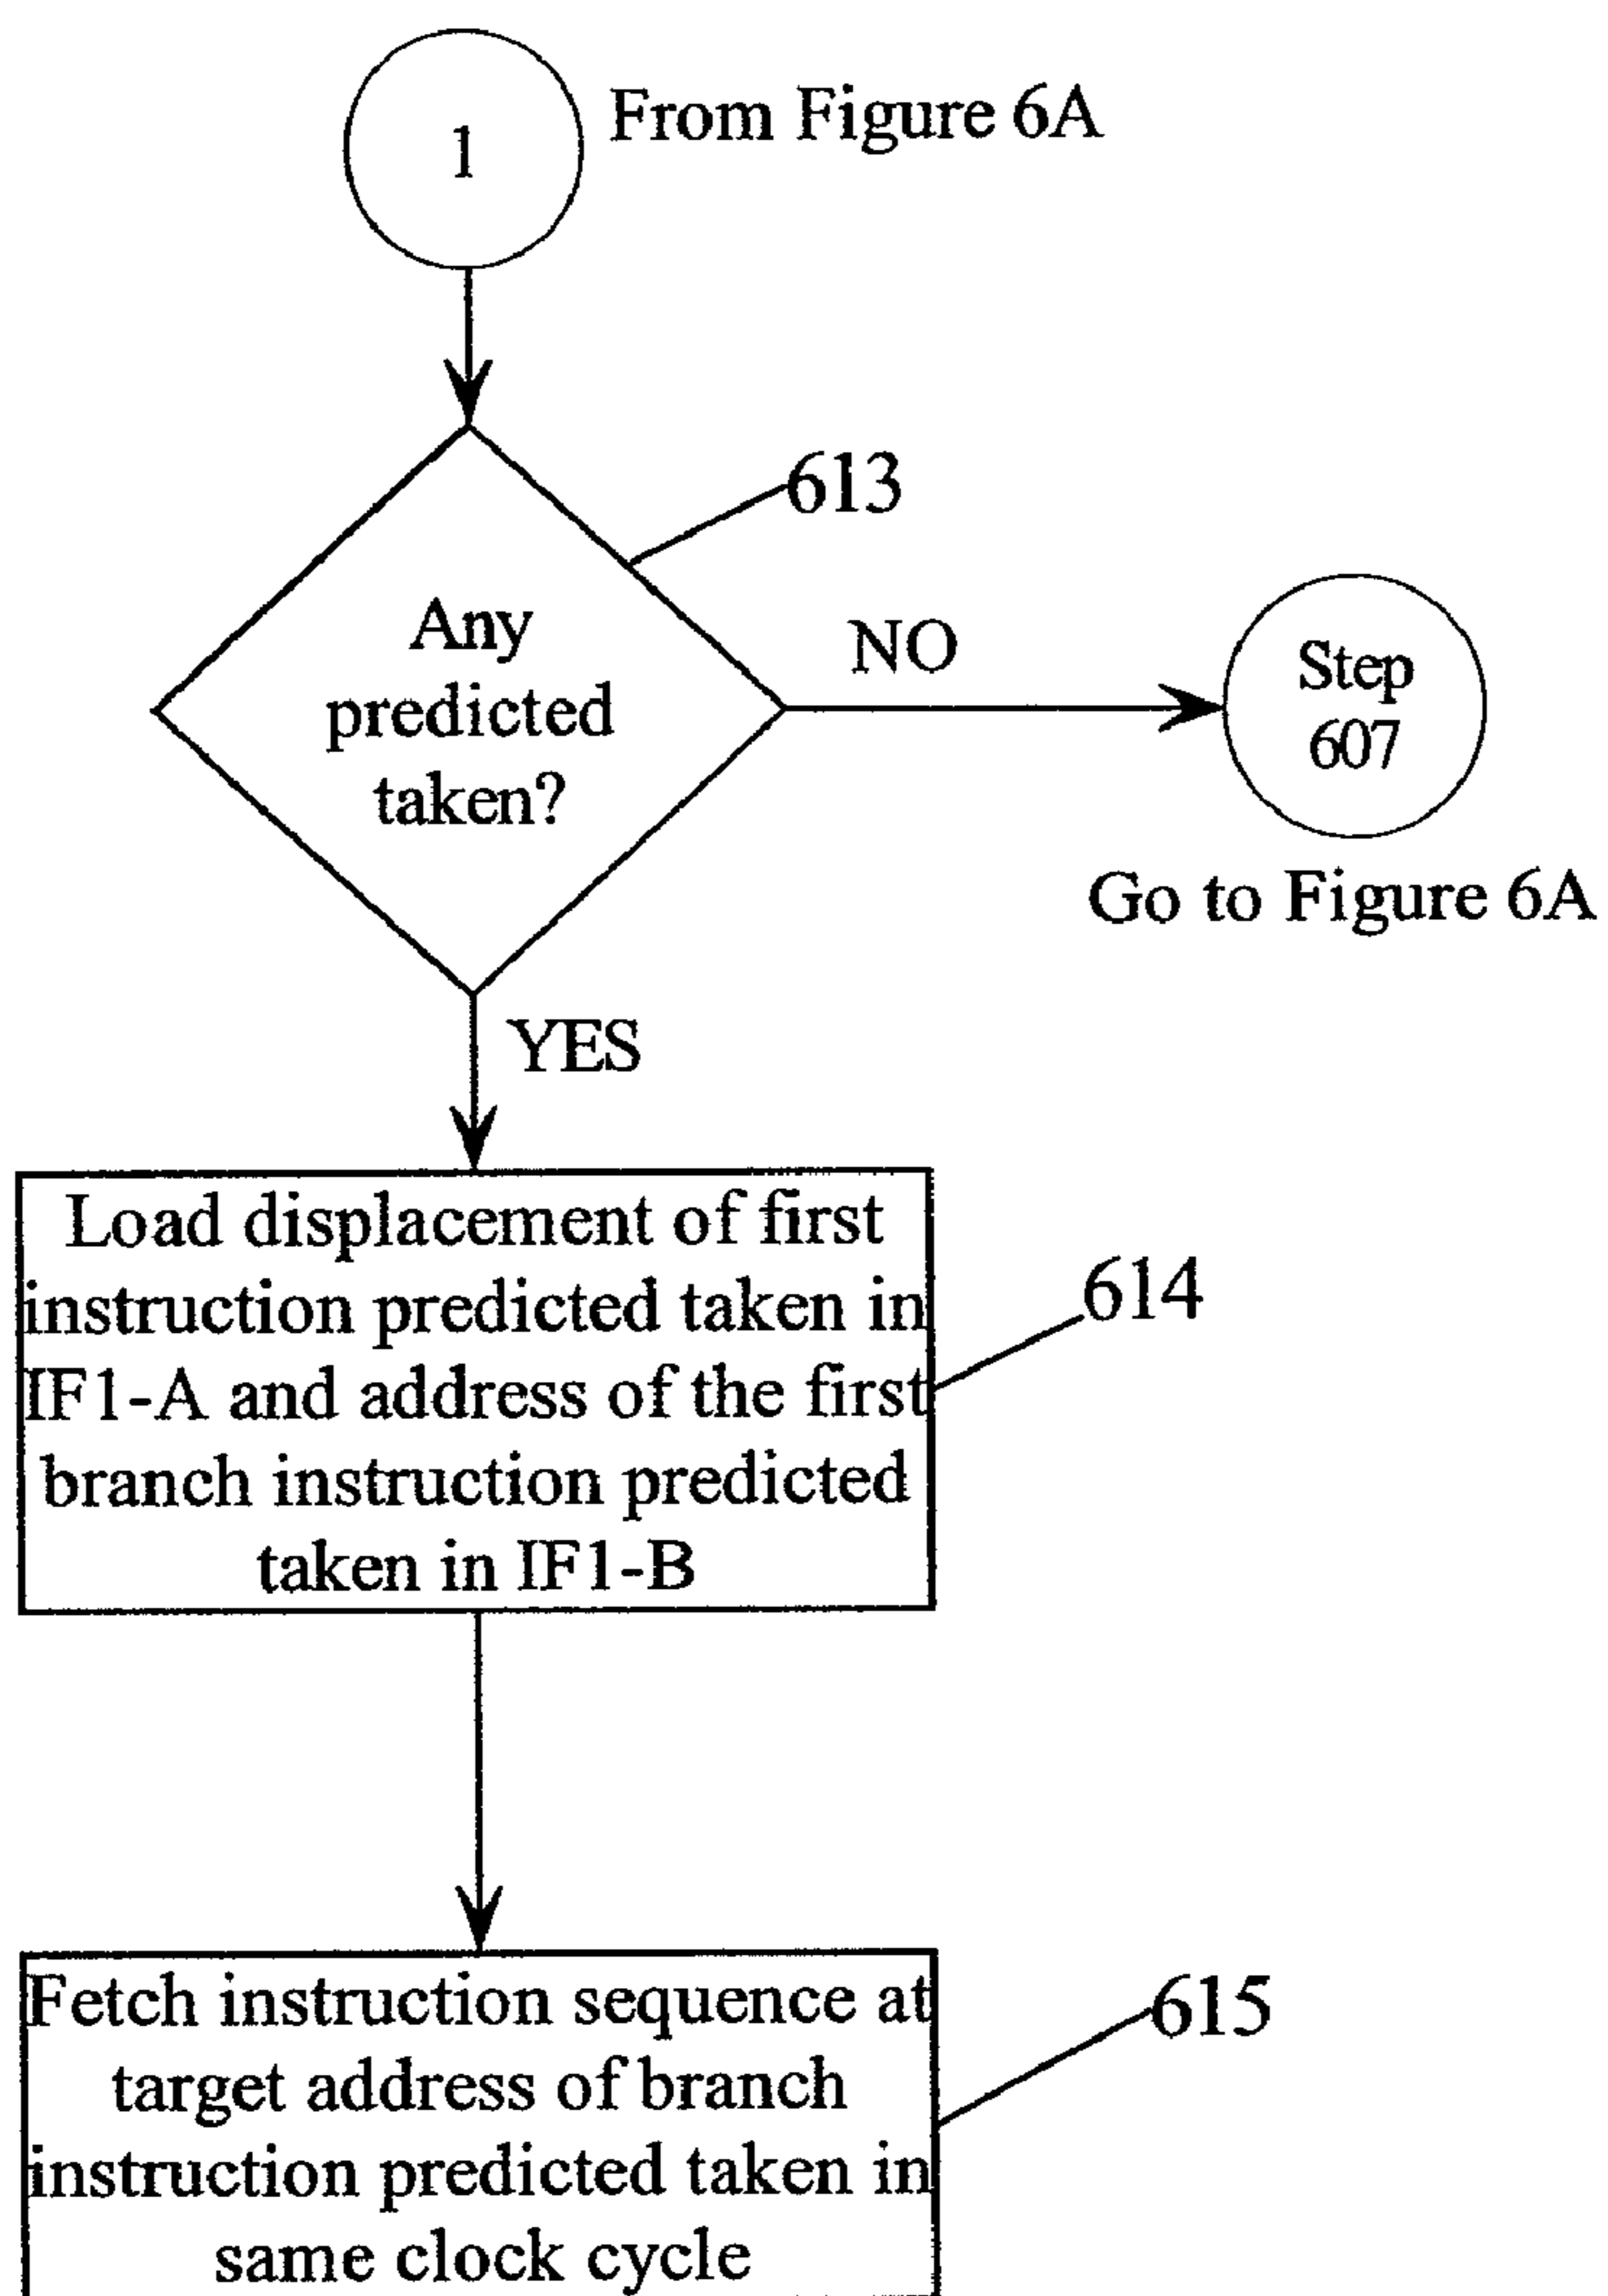 1
From Figure 6A
613
Any
predicted
taken?
NO
Step
607
Go to Figure 6A
YES
Load displacement of first
instruction predicted taken in
IF1-A and address of the first
branch instruction predicted
taken in IF1-B
614
Fetch instruction sequence at
target address of branch
instruction predicted taken in
same clock cycle
615